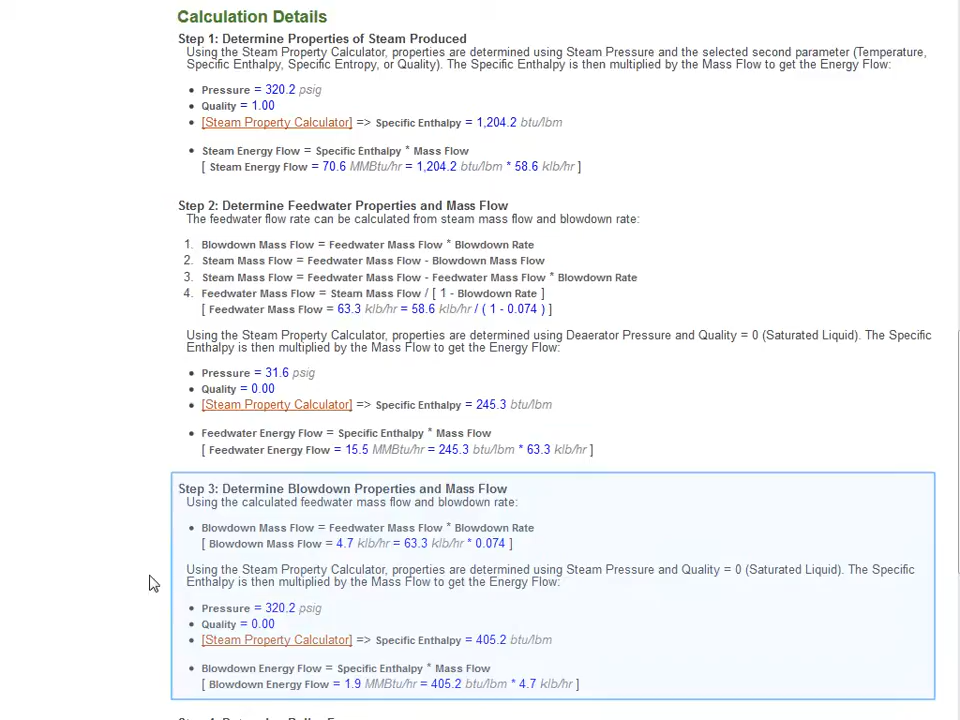 Calculation Details
Step 1: Determine Properties of Steam Produced
Using the Steam Property Calculator, properties are determined using Steam Pressure and the selected second parameter (Temperature,
Specific Enthalpy, Specific Entropy, or Quality). The Specific Enthalpy is then multiplied by the Mass Flow to get the Energy Flow:
• Pressure = 320.2 psig
• Quality = 1.00
• [Steam Property Calculator] => Specific Enthalpy = 1,204.2 btu/lbm
• Steam Energy Flow = Specific Enthalpy * Mass Flow
[ Steam Energy Flow = 70.6 MMBtu/hr = 1,204.2 btu/lbm * 58.6 klb/hr ]
Step 2: Determine Feedwater Properties and Mass Flow
The feedwater flow rate can be calculated from steam mass flow and blowdown rate:
1. Blowdown Mass Flow = Feedwater Mass Flow * Blowdown Rate
2. Steam Mass Flow = Feedwater Mass Flow - Blowdown Mass Flow
3. Steam Mass Flow = Feedwater Mass Flow - Feedwater Mass Flow * Blowdown Rate
4. Feedwater Mass Flow = Steam Mass Flow / [ 1 - Blowdown Rate ]
[ Feedwater Mass Flow = 63.3 klb/hr = 58.6 klb/hr / ( 1 - 0.074 ) ]
Using the Steam Property Calculator, properties are determined using Deaerator Pressure and Quality = 0 (Saturated Liquid). The Specific
Enthalpy is then multiplied by the Mass Flow to get the Energy Flow:
• Pressure = 31.6 psig
• Quality = 0.00
• [Steam Property Calculator] => Specific Enthalpy = 245.3 btu/lbm
• Feedwater Energy Flow = Specific Enthalpy * Mass Flow
[ Feedwater Energy Flow = 15.5 MMBtu/hr = 245.3 btu/lbm * 63.3 klb/hr ]
Step 3: Determine Blowdown Properties and Mass Flow
Using the calculated feedwater mass flow and blowdown rate:
• Blowdown Mass Flow = Feedwater Mass Flow * Blowdown Rate
[ Blowdown Mass Flow = 4.7 klb/hr = 63.3 klb/hr * 0.074 ]
Using the Steam Property Calculator, properties are determined using Steam Pressure and Quality = 0 (Saturated Liquid). The Specific
Enthalpy is then multiplied by the Mass Flow to get the Energy Flow:
• Pressure = 320.2 psig
• Quality = 0.00
• [Steam Property Calculator] => Specific Enthalpy = 405.2 btu/lbm
• Blowdown Energy Flow = Specific Enthalpy * Mass Flow
[ Blowdown Energy Flow = 1.9 MMBtu/hr = 405.2 btu/lbm * 4.7 klb/hr ]